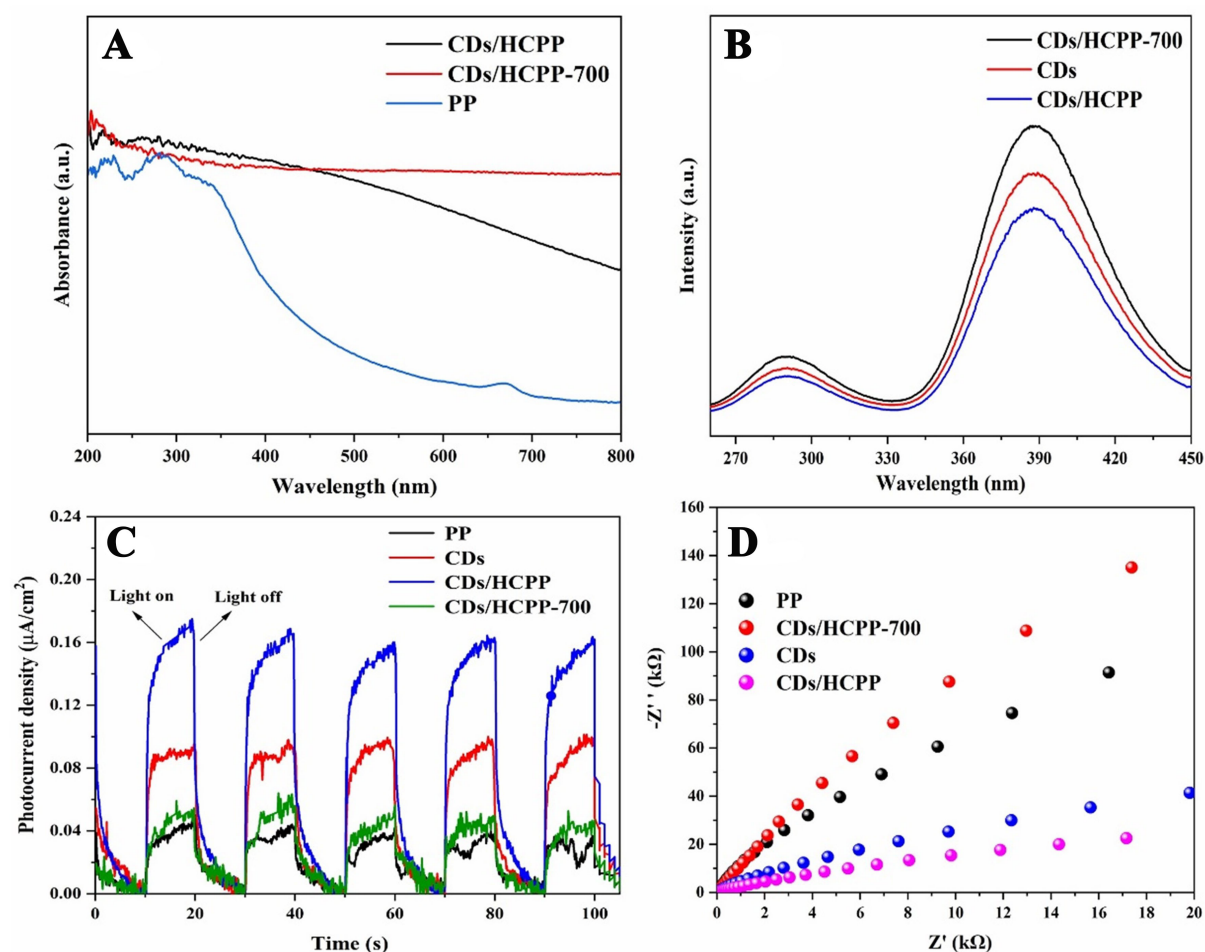 A
CDs/HCPP
CDs/HCPP-700
PP
Absorbance (a.u.)
200 300 400 500 600 700 800
Wavelength (nm)
B
CDs/HCPP-700
CDs
CDs/HCPP
Intensity (a.u.)
270 300 330 360 390 420 450
Wavelength (nm)
C
PP
CDs
CDs/HCPP
CDs/HCPP-700
Light on
Light off
Photocurrent density (μA/cm²)
0.24
0.20
0.16
0.12
0.08
0.04
0.00
0 20 40 60 80 100
Time (s)
D
PP
CDs/HCPP-700
CDs
CDs/HCPP
-Z'' (kΩ)
160
140
120
100
80
60
40
20
0
0 2 4 6 8 10 12 14 16 18 20
Z' (kΩ)